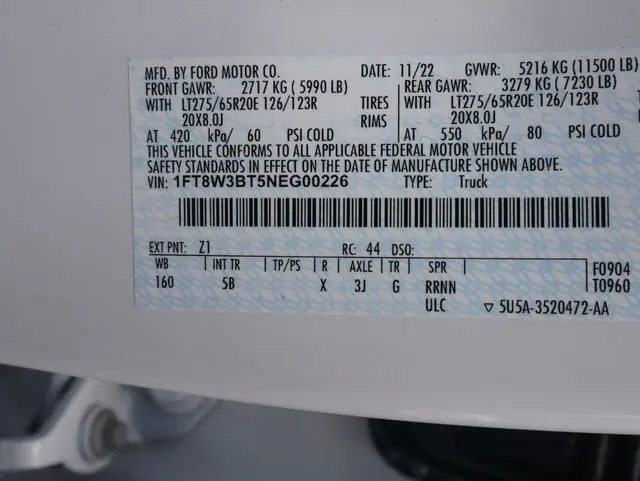 MFD. BY FORD MOTOR CO. DATE: 11/22 GVWR: 5216 KG (11500 LB)
FRONT GAWR: 2717 KG (5990 LB) REAR GAWR: 3279 KG (7230 LB)
WITH LT275/65R20E 126/123R TIRES WITH LT275/65R20E 126/123R
20X8.0J RIMS 20X8.0J
AT 420 kPa/ 60 PSI COLD AT 550 kPa/ 80 PSI COLD
THIS VEHICLE CONFORMS TO ALL APPLICABLE FEDERAL MOTOR VEHICLE
SAFETY STANDARDS IN EFFECT ON THE DATE OF MANUFACTURE SHOWN ABOVE.
VIN: 1FT8W3BT5NEG00226 TYPE: Truck
EXT PNT: Z1 RC: 44 DSO:
WB INT TR TP/PS R AXLE TR SPR F0904
160 5B X 3J G RRNN T0960
ULC ▽ 5U5A-3520472-AA